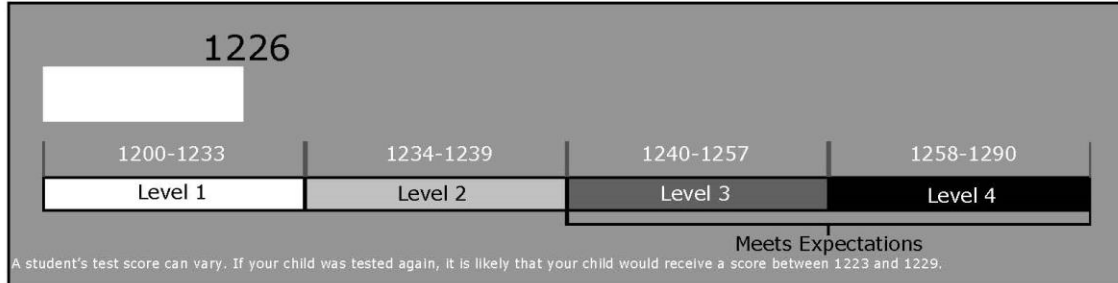 1226
1200-1233 1234-1239 1240-1257 1258-1290
Level 1 Level 2 Level 3 Level 4
Meets Expectations
A student's test score can vary. If your child was tested again, it is likely that your child would receive a score between 1223 and 1229.